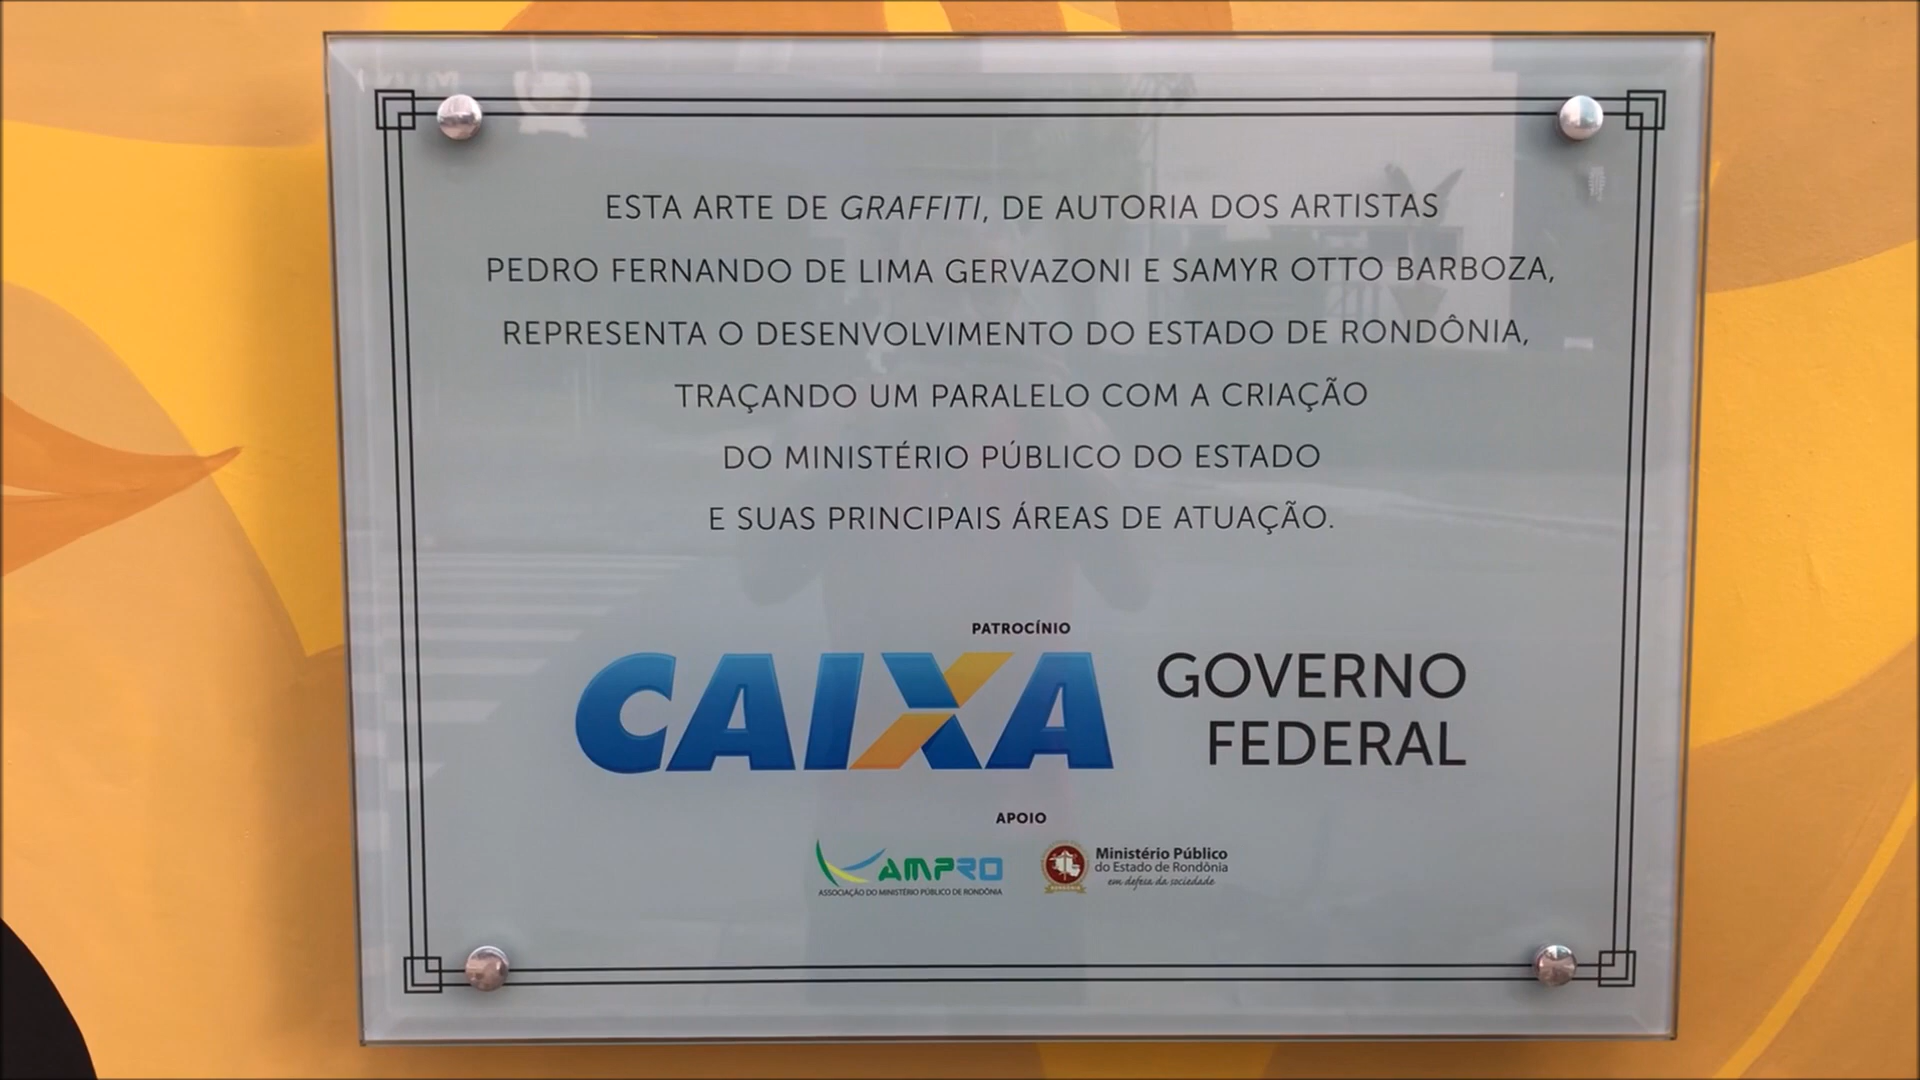 ESTA ARTE DE GRAFFITI, DE AUTORIA DOS ARTISTAS
PEDRO FERNANDO DE LIMA GERVAZONI E SAMYR OTTO BARBOZA,
REPRESENTA O DESENVOLVIMENTO DO ESTADO DE RONDÔNIA,
TRAÇANDO UM PARALELO COM A CRIAÇÃO
DO MINISTÉRIO PÚBLICO DO ESTADO
E SUAS PRINCIPAIS ÁREAS DE ATUAÇÃO.
PATROCÍNIO
CAIXA
GOVERNO
FEDERAL
APOIO
AMPRO
ASSOCIAÇÃO DO MINISTÉRIO PÚBLICO DE RONDÔNIA
Ministério Público
do Estado de Rondônia
em defesa da sociedade